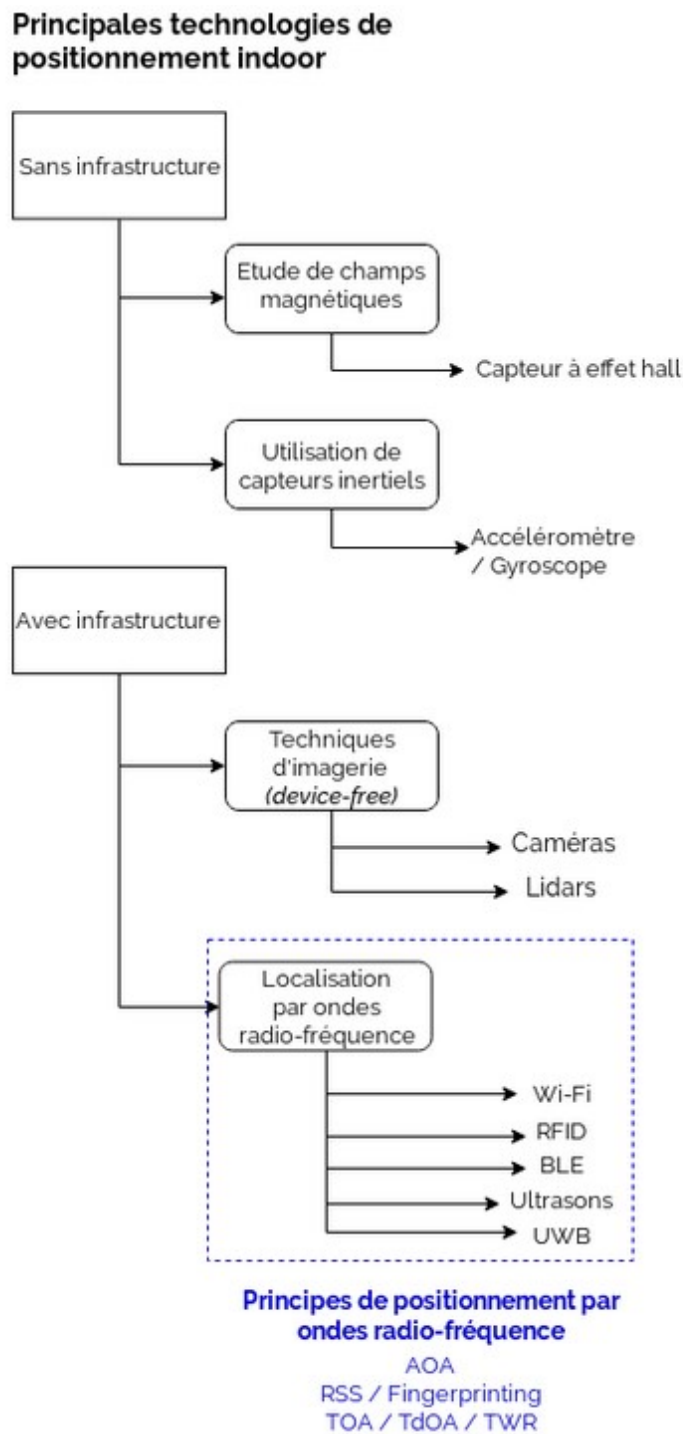 Principales technologies de
positionnement indoor
Sans infrastructure
Etude de champs
magnétiques
Capteur à effet hall
Utilisation de
capteurs inertiels
Accéléromètre
/ Gyroscope
Avec infrastructure
Techniques
d'imagerie
(device-free)
Caméras
Lidars
Localisation
par ondes
radio-fréquence
Wi-Fi
RFID
BLE
Ultrasons
UWB
Principes de positionnement par
ondes radio-fréquence
AOA
RSS / Fingerprinting
TOA / TdOA / TWR